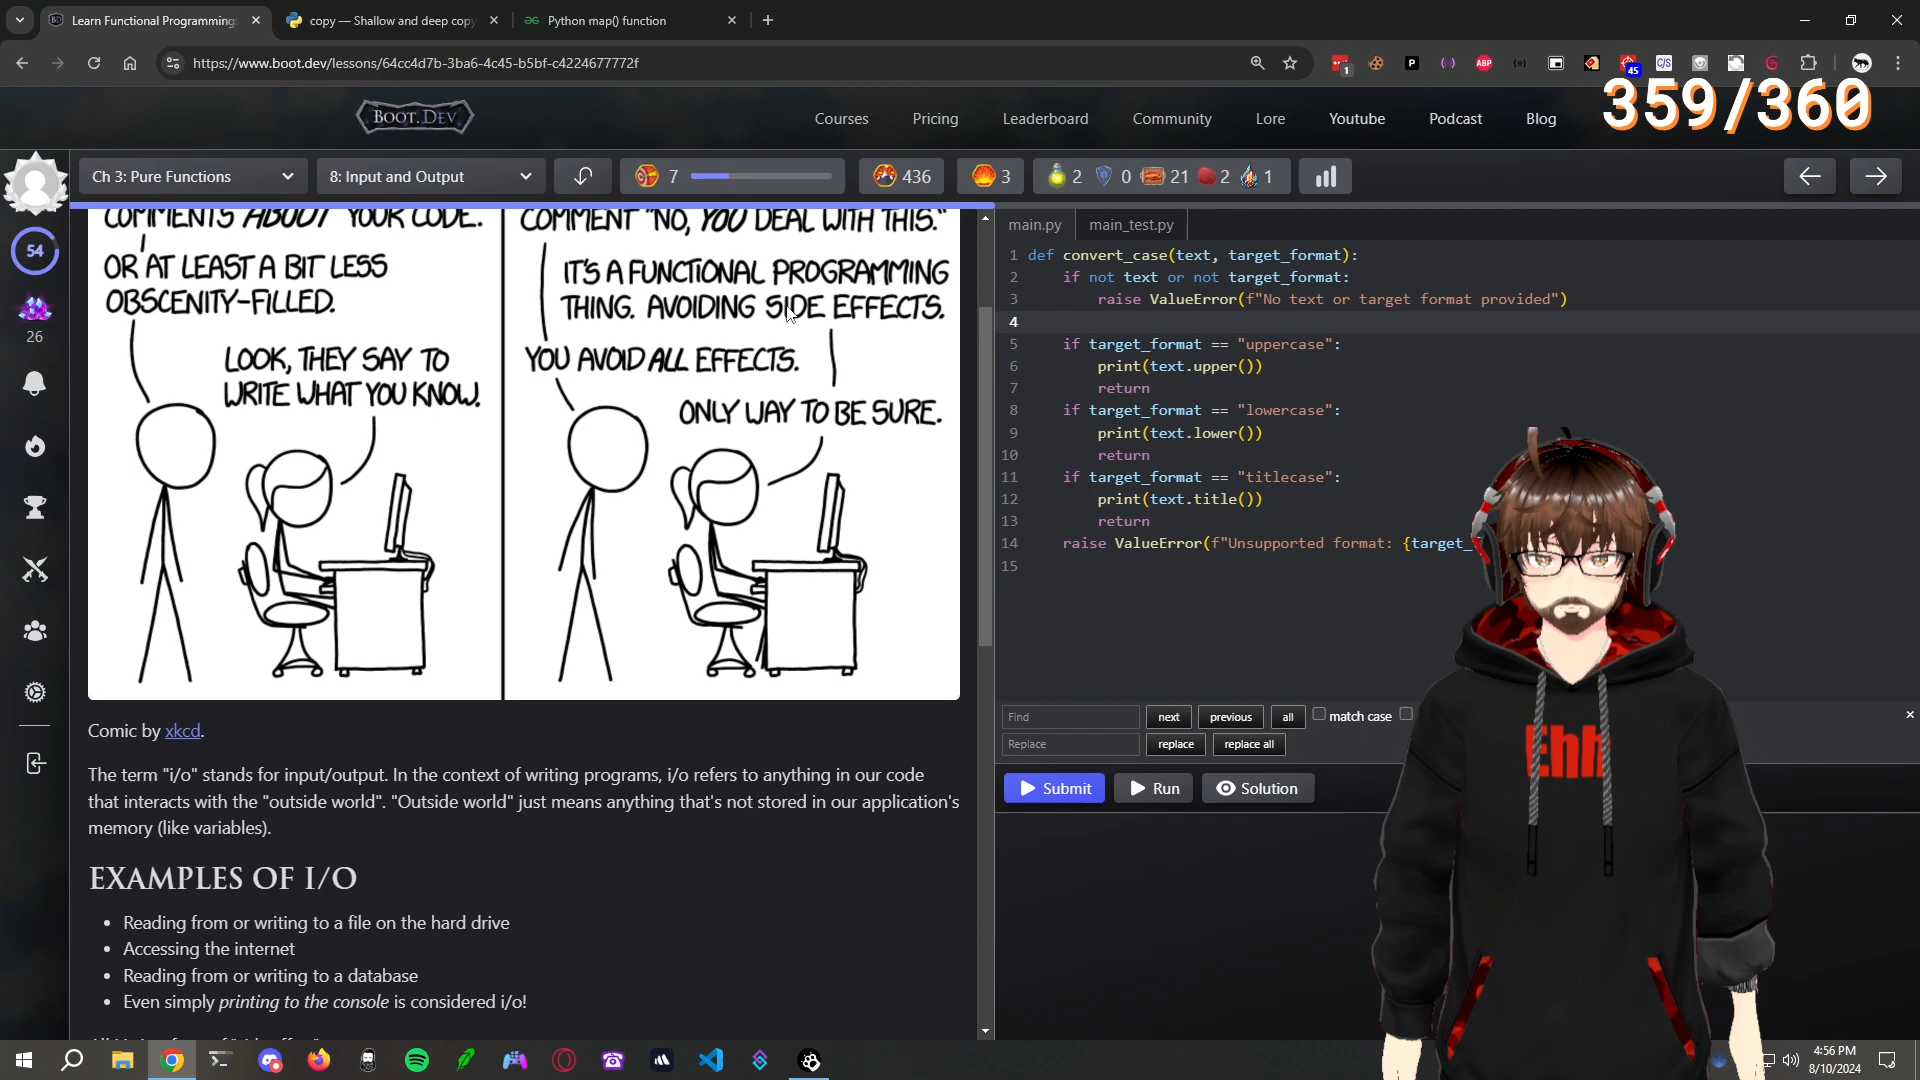 Learn Functional Programming:
copy — Shallow and deep copy
Python map() function
https://www.boot.dev/lessons/64cc4d7b-3ba6-4c45-b5bf-c4224677772f
1
P
ABP
45
359/360
BOOT.DEV
Courses
Pricing
Leaderboard
Community
Lore
Youtube
Podcast
Blog
Ch 3: Pure Functions
8: Input and Output
7
436
3
2
0
21
2
1
54
26
COMMENTS ABOUT YOUR CODE.
OR AT LEAST A BIT LESS
OBSCENITY-FILLED.
LOOK, THEY SAY TO
WRITE WHAT YOU KNOW.
COMMENT "NO, YOU DEAL WITH THIS."
IT'S A FUNCTIONAL PROGRAMMING
THING. AVOIDING SIDE EFFECTS.
YOU AVOID ALL EFFECTS.
ONLY WAY TO BE SURE.
Comic by xkcd.
The term "i/o" stands for input/output. In the context of writing programs, i/o refers to anything in our code
that interacts with the "outside world". "Outside world" just means anything that's not stored in our application's
memory (like variables).
EXAMPLES OF I/O
• Reading from or writing to a file on the hard drive
• Accessing the internet
• Reading from or writing to a database
• Even simply printing to the console is considered i/o!
main.py
main_test.py
1 def convert_case(text, target_format):
2 if not text or not target_format:
3 raise ValueError(f"No text or target format provided")
4
5 if target_format == "uppercase":
6 print(text.upper())
7 return
8 if target_format == "lowercase":
9 print(text.lower())
10 return
11 if target_format == "titlecase":
12 print(text.title())
13 return
14 raise ValueError(f"Unsupported format: {target_
15
Find
next
previous
all
match case
Replace
replace
replace all
Submit
Run
Solution
Ehh
4:56 PM
8/10/2024